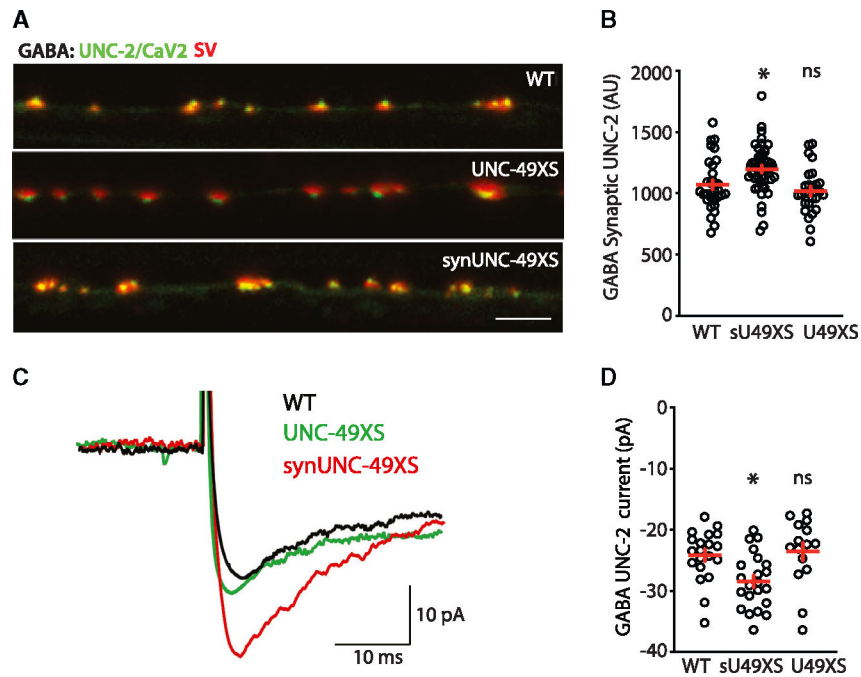 A
GABA: UNC-2/CaV2 SV
WT
UNC-49XS
synUNC-49XS
B
GABA Synaptic UNC-2 (AU)
2000
1500
1000
500
0
*
ns
WT sU49XS U49XS
C
WT
UNC-49XS
synUNC-49XS
10 pA
10 ms
D
GABA UNC-2 current (pA)
0
-10
-20
-30
-40
*
ns
WT sU49XS U49XS